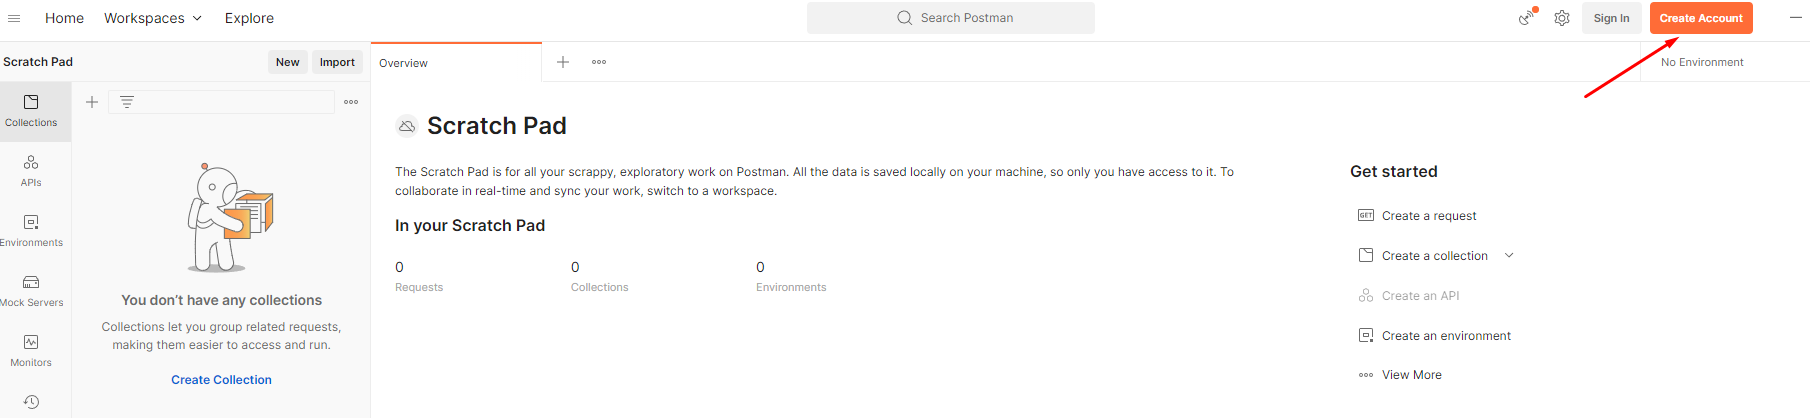 Home Workspaces Explore Search Postman Sign In Create Account
Scratch Pad New Import Overview No Environment
Collections
APIs
Environments
Mock Servers
Monitors
You don't have any collections
Collections let you group related requests,
making them easier to access and run.
Create Collection
Scratch Pad
The Scratch Pad is for all your scrappy, exploratory work on Postman. All the data is saved locally on your machine, so only you have access to it. To
collaborate in real-time and sync your work, switch to a workspace.
In your Scratch Pad
0 0 0
Requests Collections Environments
Get started
GET Create a request
Create a collection
Create an API
Create an environment
View More